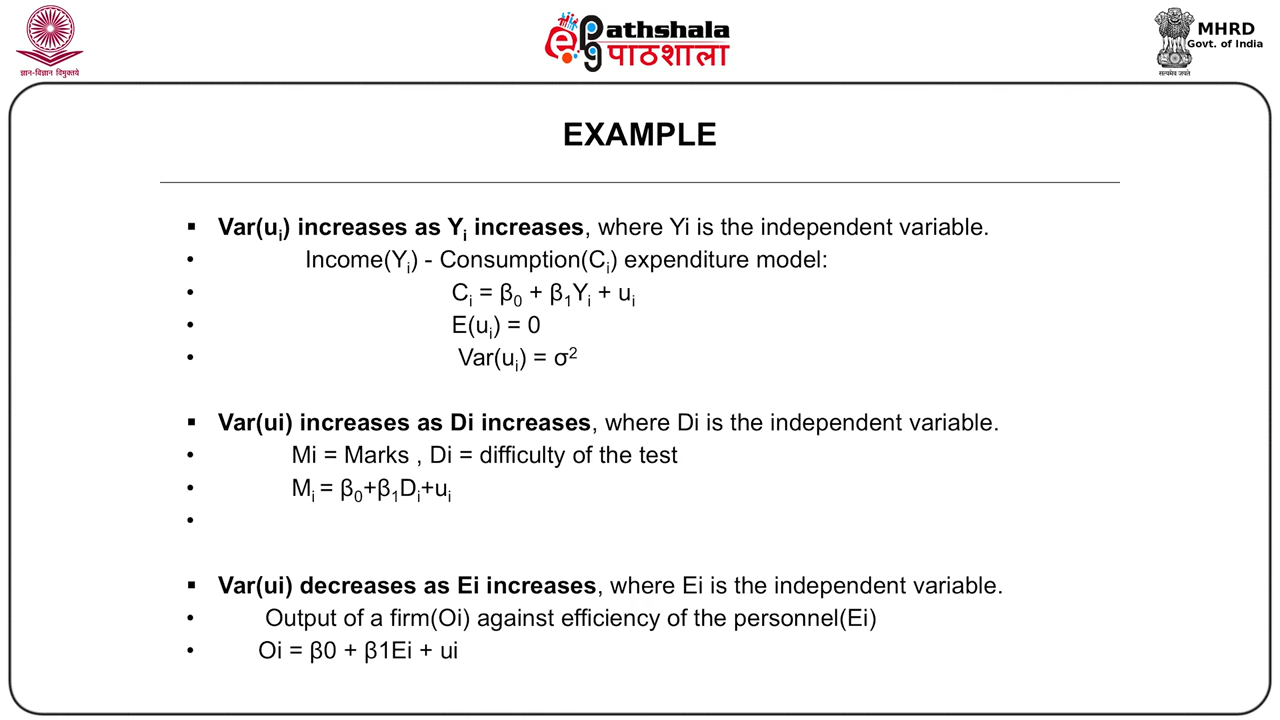 ज्ञान-विज्ञान विमुक्तये
e pg athshala
पाठशाला
MHRD
Govt. of India
सत्यमेव जयते
EXAMPLE
▪ Var(uᵢ) increases as Yᵢ increases, where Yi is the independent variable.
• Income(Yᵢ) - Consumption(Cᵢ) expenditure model:
• Cᵢ = β₀ + β₁Yᵢ + uᵢ
• E(uᵢ) = 0
• Var(uᵢ) = σ²
▪ Var(ui) increases as Di increases, where Di is the independent variable.
• Mi = Marks , Di = difficulty of the test
• Mᵢ = β₀+β₁Dᵢ+uᵢ
•
▪ Var(ui) decreases as Ei increases, where Ei is the independent variable.
• Output of a firm(Oi) against efficiency of the personnel(Ei)
• Oi = β0 + β1Ei + ui